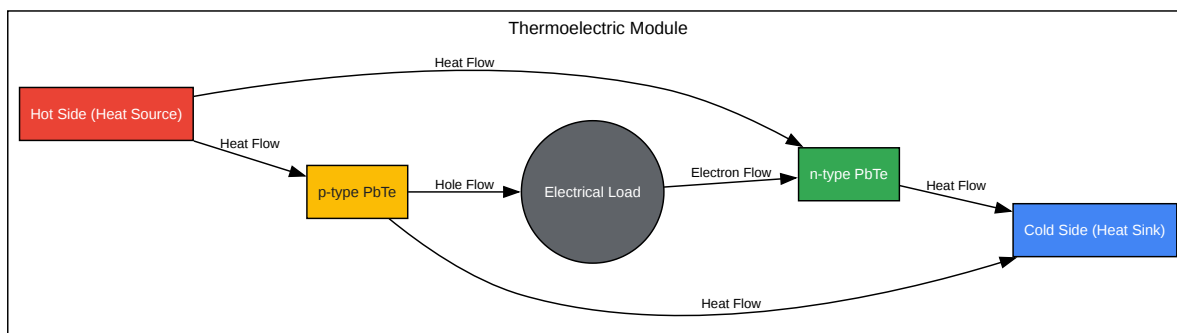 Thermoelectric Module
Heat Flow
Hot Side (Heat Source)
Heat Flow
p-type PbTe
Hole Flow
Electrical Load
Electron Flow
n-type PbTe
Heat Flow
Cold Side (Heat Sink)
Heat Flow